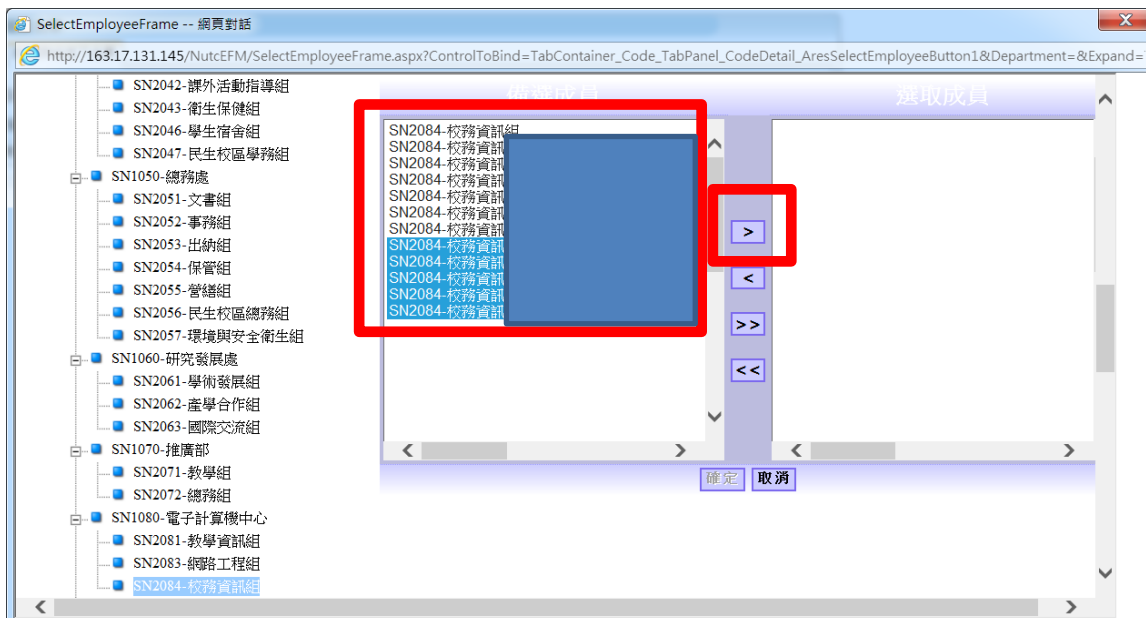 SelectEmployeeFrame -- 網頁對話
http://163.17.131.145/NutcEFM/SelectEmployeeFrame.aspx?ControlToBind=TabContainer_Code_TabPanel_CodeDetail_AresSelectEmployeeButton1&Department=&Expand=
SN2042-課外活動指導組
SN2043-衛生保健組
SN2046-學生宿舍組
SN2047-民生校區學務組
SN1050-總務處
SN2051-文書組
SN2052-事務組
SN2053-出納組
SN2054-保管組
SN2055-營繕組
SN2056-民生校區總務組
SN2057-環境與安全衛生組
SN1060-研究發展處
SN2061-學術發展組
SN2062-產學合作組
SN2063-國際交流組
SN1070-推廣部
SN2071-教學組
SN2072-總務組
SN1080-電子計算機中心
SN2081-教學資訊組
SN2083-網路工程組
SN2084-校務資訊組
備選成員
SN2084-校務資訊組
SN2084-校務資訊
SN2084-校務資訊
SN2084-校務資訊
SN2084-校務資訊
SN2084-校務資訊
SN2084-校務資訊
SN2084-校務資訊
SN2084-校務資訊
SN2084-校務資訊
SN2084-校務資訊
SN2084-校務資訊
>
<
>>
<<
選取成員
確定 取消